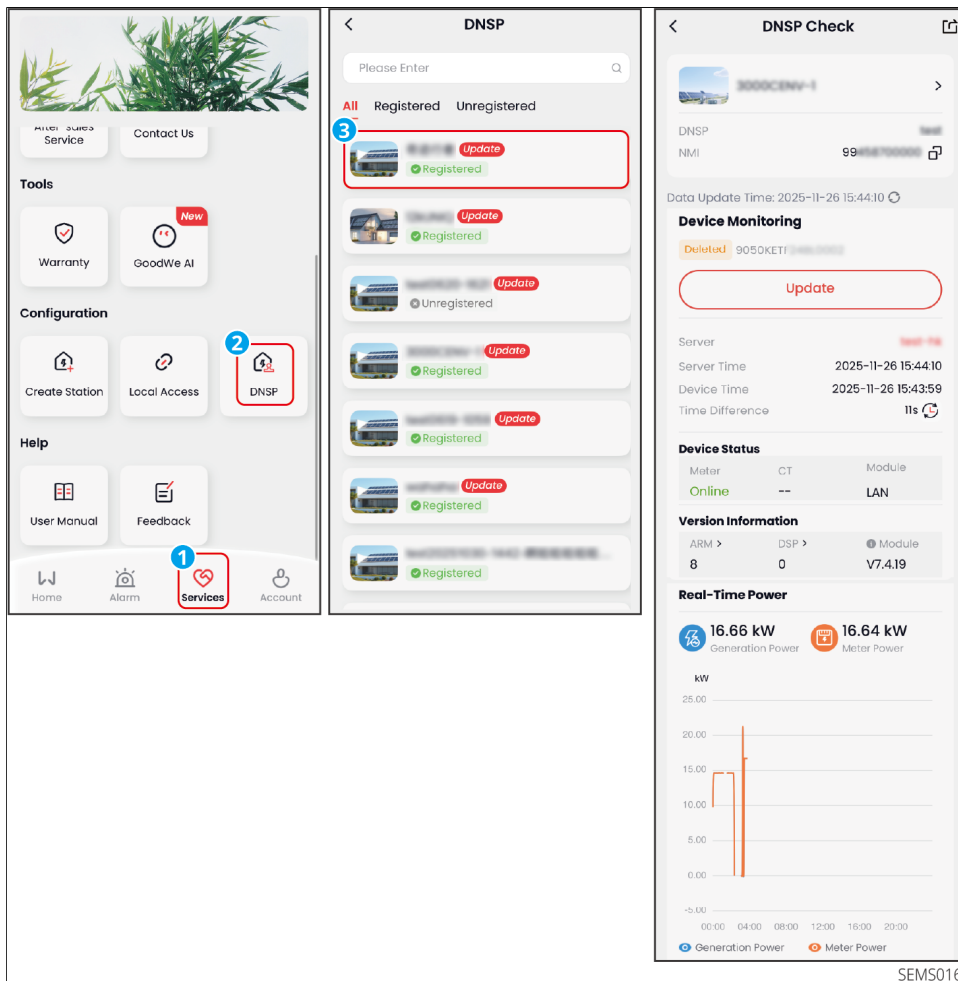 After Sales
Service
Contact Us
Tools
Warranty
New
GoodWe AI
Configuration
Create Station
Local Access
2
DNSP
Help
User Manual
Feedback
1
Home
Alarm
Services
Account
DNSP
Please Enter
All Registered Unregistered
3
Update
Registered
Update
Registered
Update
Unregistered
Update
Registered
Update
Registered
Update
Registered
Registered
DNSP Check
3000CENV-1
DNSP
NMI 99
Data Update Time: 2025-11-26 15:44:10
Device Monitoring
Deleted 9050KETF
Update
Server
Server Time 2025-11-26 15:44:10
Device Time 2025-11-26 15:43:59
Time Difference 11s
Device Status
Meter CT Module
Online -- LAN
Version Information
ARM > DSP > Module
8 0 V7.4.19
Real-Time Power
16.66 kW 16.64 kW
Generation Power Meter Power
kW
25.00
20.00
15.00
10.00
5.00
0.00
-5.00
00:00 04:00 08:00 12:00 16:00 20:00
Generation Power Meter Power
SEMS016